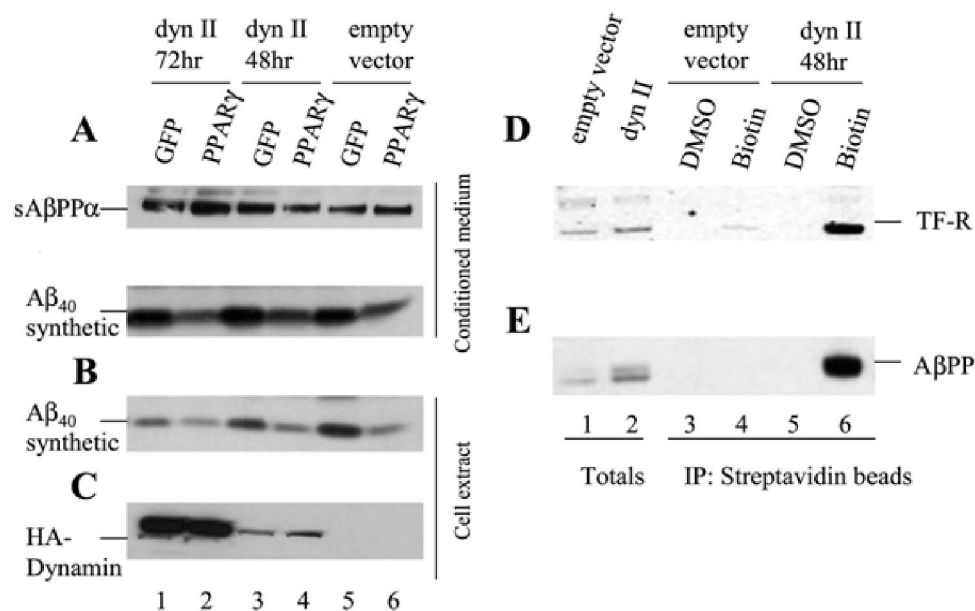 dyn II dyn II empty
72hr 48hr vector
A GFP PPARγ GFP PPARγ GFP PPARγ
sAβPPα
Aβ40
synthetic
Conditioned medium
B
Aβ40
synthetic
C
HA-
Dynamin
Cell extract
1 2 3 4 5 6
empty dyn II
vector 48hr
D empty vector dyn II DMSO Biotin DMSO Biotin
TF-R
E
AβPP
1 2 3 4 5 6
Totals IP: Streptavidin beads